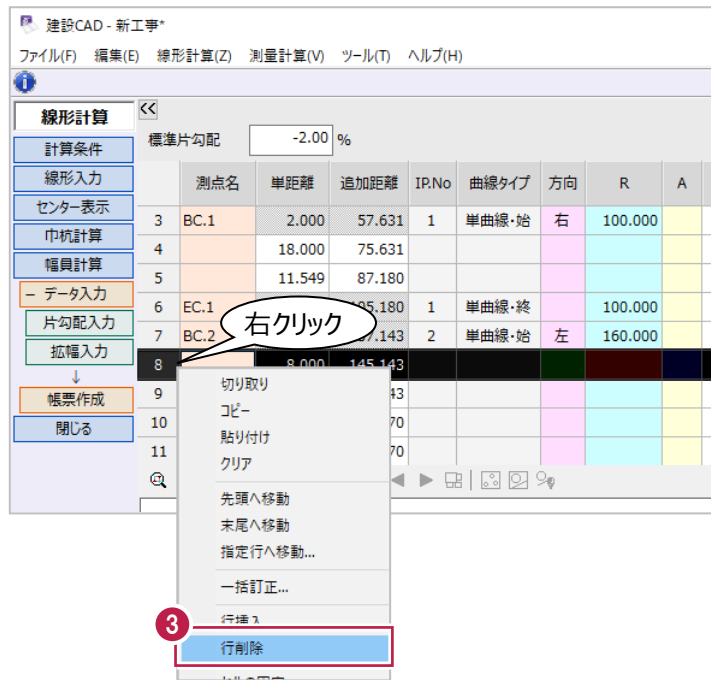 建設CAD - 新工事*
ファイル(F) 編集(E) 線形計算(Z) 測量計算(V) ツール(T) ヘルプ(H)
線形計算
計算条件
線形入力
センター表示
巾杭計算
幅員計算
− データ入力
片勾配入力
拡幅入力
↓
帳票作成
閉じる
<<
標準片勾配 -2.00 %
測点名 単距離 追加距離 IP.No 曲線タイプ 方向 R A
3 BC.1 2.000 57.631 1 単曲線・始 右 100.000
4 18.000 75.631
5 11.549 87.180
6 EC.1 105.180 1 単曲線・終 100.000
7 BC.2 7.143 2 単曲線・始 左 160.000
8 8.000 145.143
9 43
10 70
11 70
右クリック
切り取り
コピー
貼り付け
クリア
先頭へ移動
末尾へ移動
指定行へ移動...
一括訂正...
行挿入
3
行削除